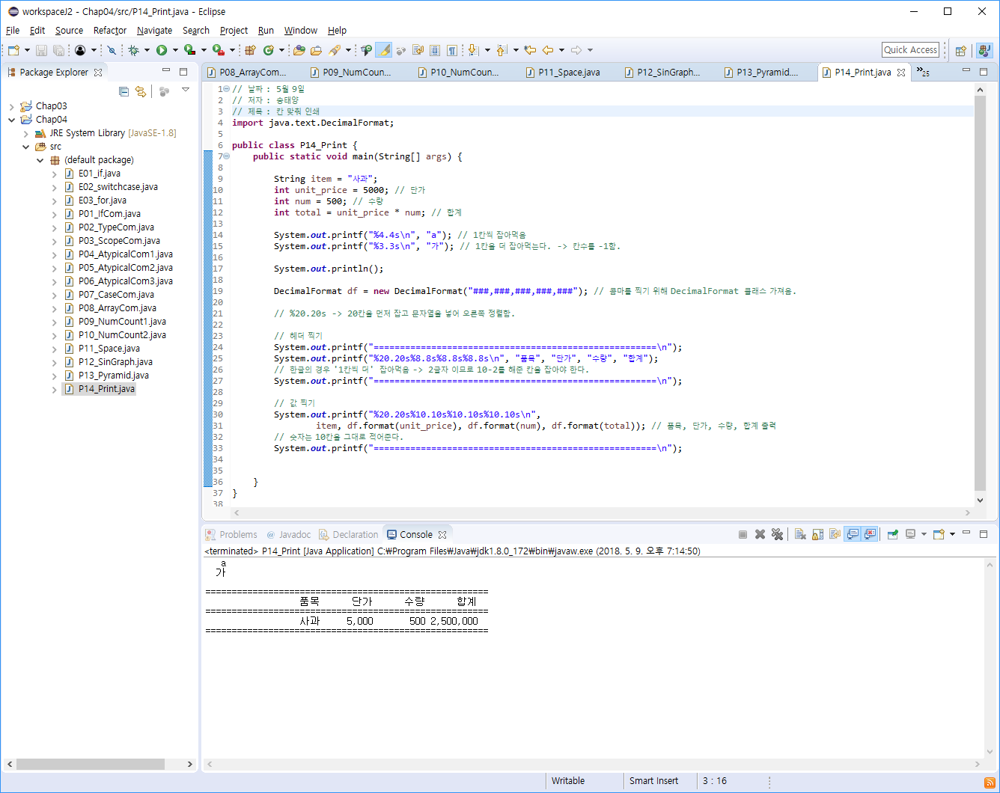 workspaceJ2 - Chap04/src/P14_Print.java - Eclipse
File Edit Source Refactor Navigate Search Project Run Window Help
Quick Access
Package Explorer
Chap03
Chap04
JRE System Library [JavaSE-1.8]
src
(default package)
E01_if.java
E02_switchcase.java
E03_for.java
P01_IfCom.java
P02_TypeCom.java
P03_ScopeCom.java
P04_AtypicalCom1.java
P05_AtypicalCom2.java
P06_AtypicalCom3.java
P07_CaseCom.java
P08_ArrayCom.java
P09_NumCount1.java
P10_NumCount2.java
P11_Space.java
P12_SinGraph.java
P13_Pyramid.java
P14_Print.java
P08_ArrayCom... P09_NumCoun... P10_NumCoun... P11_Space.java P12_SinGraph... P13_Pyramid.... P14_Print.java »25
1 // 날짜 : 5월 9일
2 // 저자 : 송태양
3 // 제목 : 칸 맞춰 인쇄
4 import java.text.DecimalFormat;
5
6 public class P14_Print {
7     public static void main(String[] args) {
8
9         String item = "사과";
10         int unit_price = 5000; // 단가
11         int num = 500; // 수량
12         int total = unit_price * num; // 합계
13
14         System.out.printf("%4.4s\n", "a"); // 1칸씩 잡아먹음
15         System.out.printf("%3.3s\n", "가"); // 1칸을 더 잡아먹는다. -> 칸수를 -1함.
16
17         System.out.println();
18
19         DecimalFormat df = new DecimalFormat("###,###,###,###,###"); // 콤마를 찍기 위해 DecimalFormat 클래스 가져옴.
20
21         // %20.20s -> 20칸을 먼저 잡고 문자열을 넣어 오른쪽 정렬함.
22
23         // 헤더 찍기
24         System.out.printf("======================================================\n");
25         System.out.printf("%20.20s%8.8s%8.8s%8.8s\n", "품목", "단가", "수량", "합계");
26         // 한글의 경우 '1칸씩 더' 잡아먹음 -> 2글자 이므로 10-2를 해준 칸을 잡아야 한다.
27         System.out.printf("======================================================\n");
28
29         // 값 찍기
30         System.out.printf("%20.20s%10.10s%10.10s%10.10s\n",
31                 item, df.format(unit_price), df.format(num), df.format(total)); // 품목, 단가, 수량, 합계 출력
32         // 숫자는 10칸을 그대로 적어준다.
33         System.out.printf("======================================================\n");
34
35
36     }
37 }
38
Problems Javadoc Declaration Console
<terminated> P14_Print [Java Application] C:₩Program Files₩Java₩jdk1.8.0_172₩bin₩javaw.exe (2018. 5. 9. 오후 7:14:50)
a
가
======================================================
품목 단가 수량 합계
======================================================
사과 5,000 500 2,500,000
======================================================
Writable Smart Insert 3 : 16